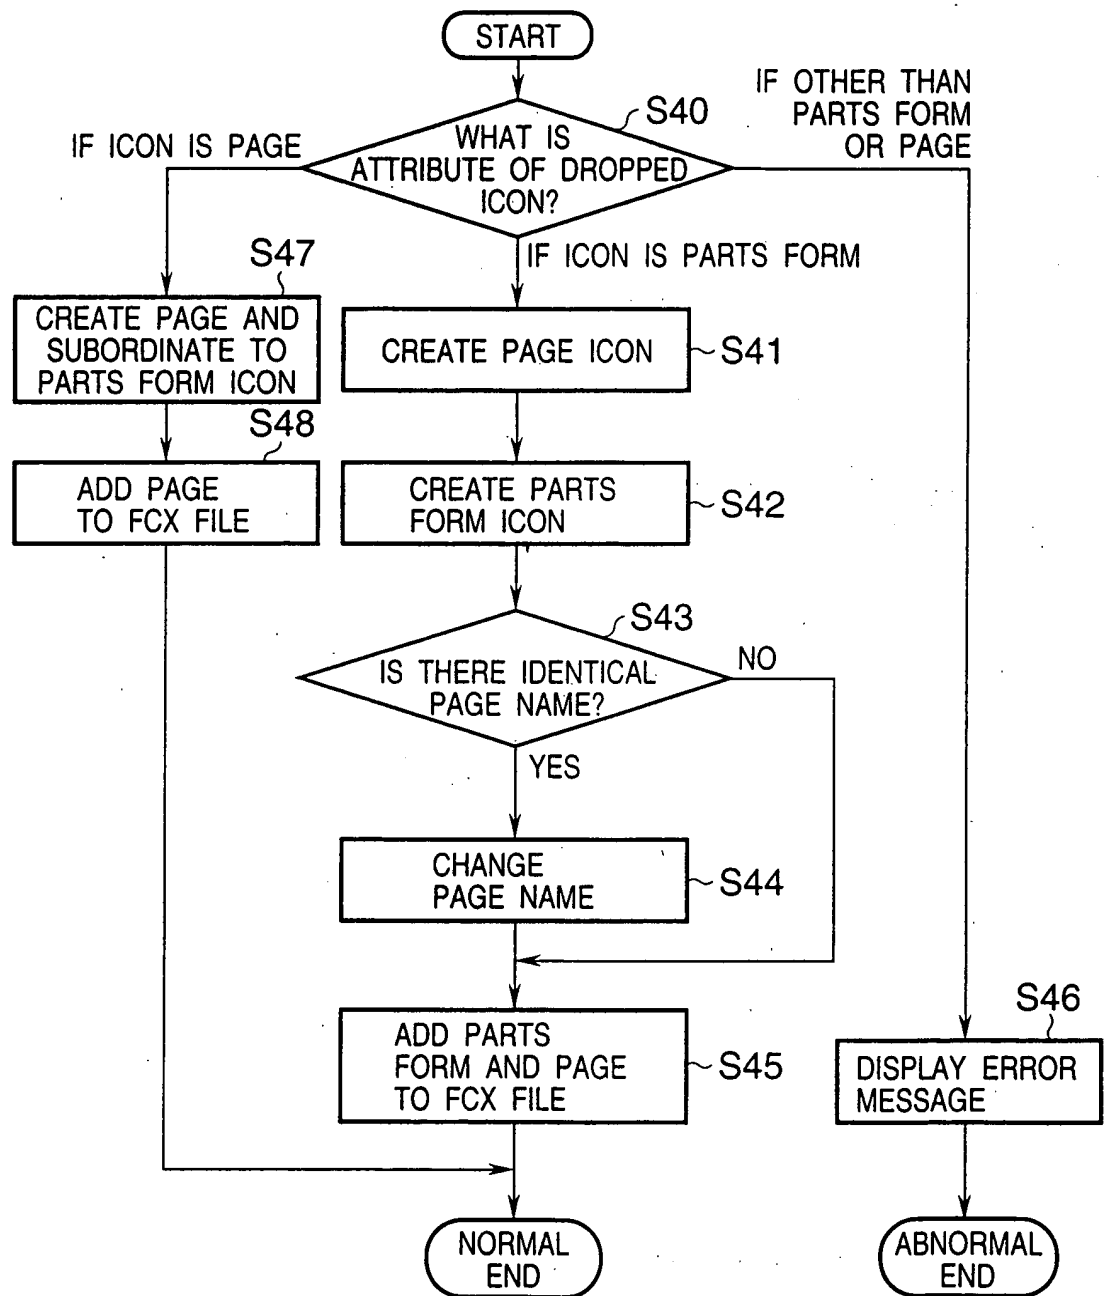 START
S40
WHAT IS
ATTRIBUTE OF DROPPED
ICON?
IF ICON IS PAGE
IF OTHER THAN
PARTS FORM
OR PAGE
IF ICON IS PARTS FORM
S47
CREATE PAGE AND
SUBORDINATE TO
PARTS FORM ICON
CREATE PAGE ICON
S41
S48
ADD PAGE
TO FCX FILE
CREATE PARTS
FORM ICON
S42
S43
IS THERE IDENTICAL
PAGE NAME?
NO
YES
CHANGE
PAGE NAME
S44
ADD PARTS
FORM AND PAGE
TO FCX FILE
S45
S46
DISPLAY ERROR
MESSAGE
NORMAL
END
ABNORMAL
END